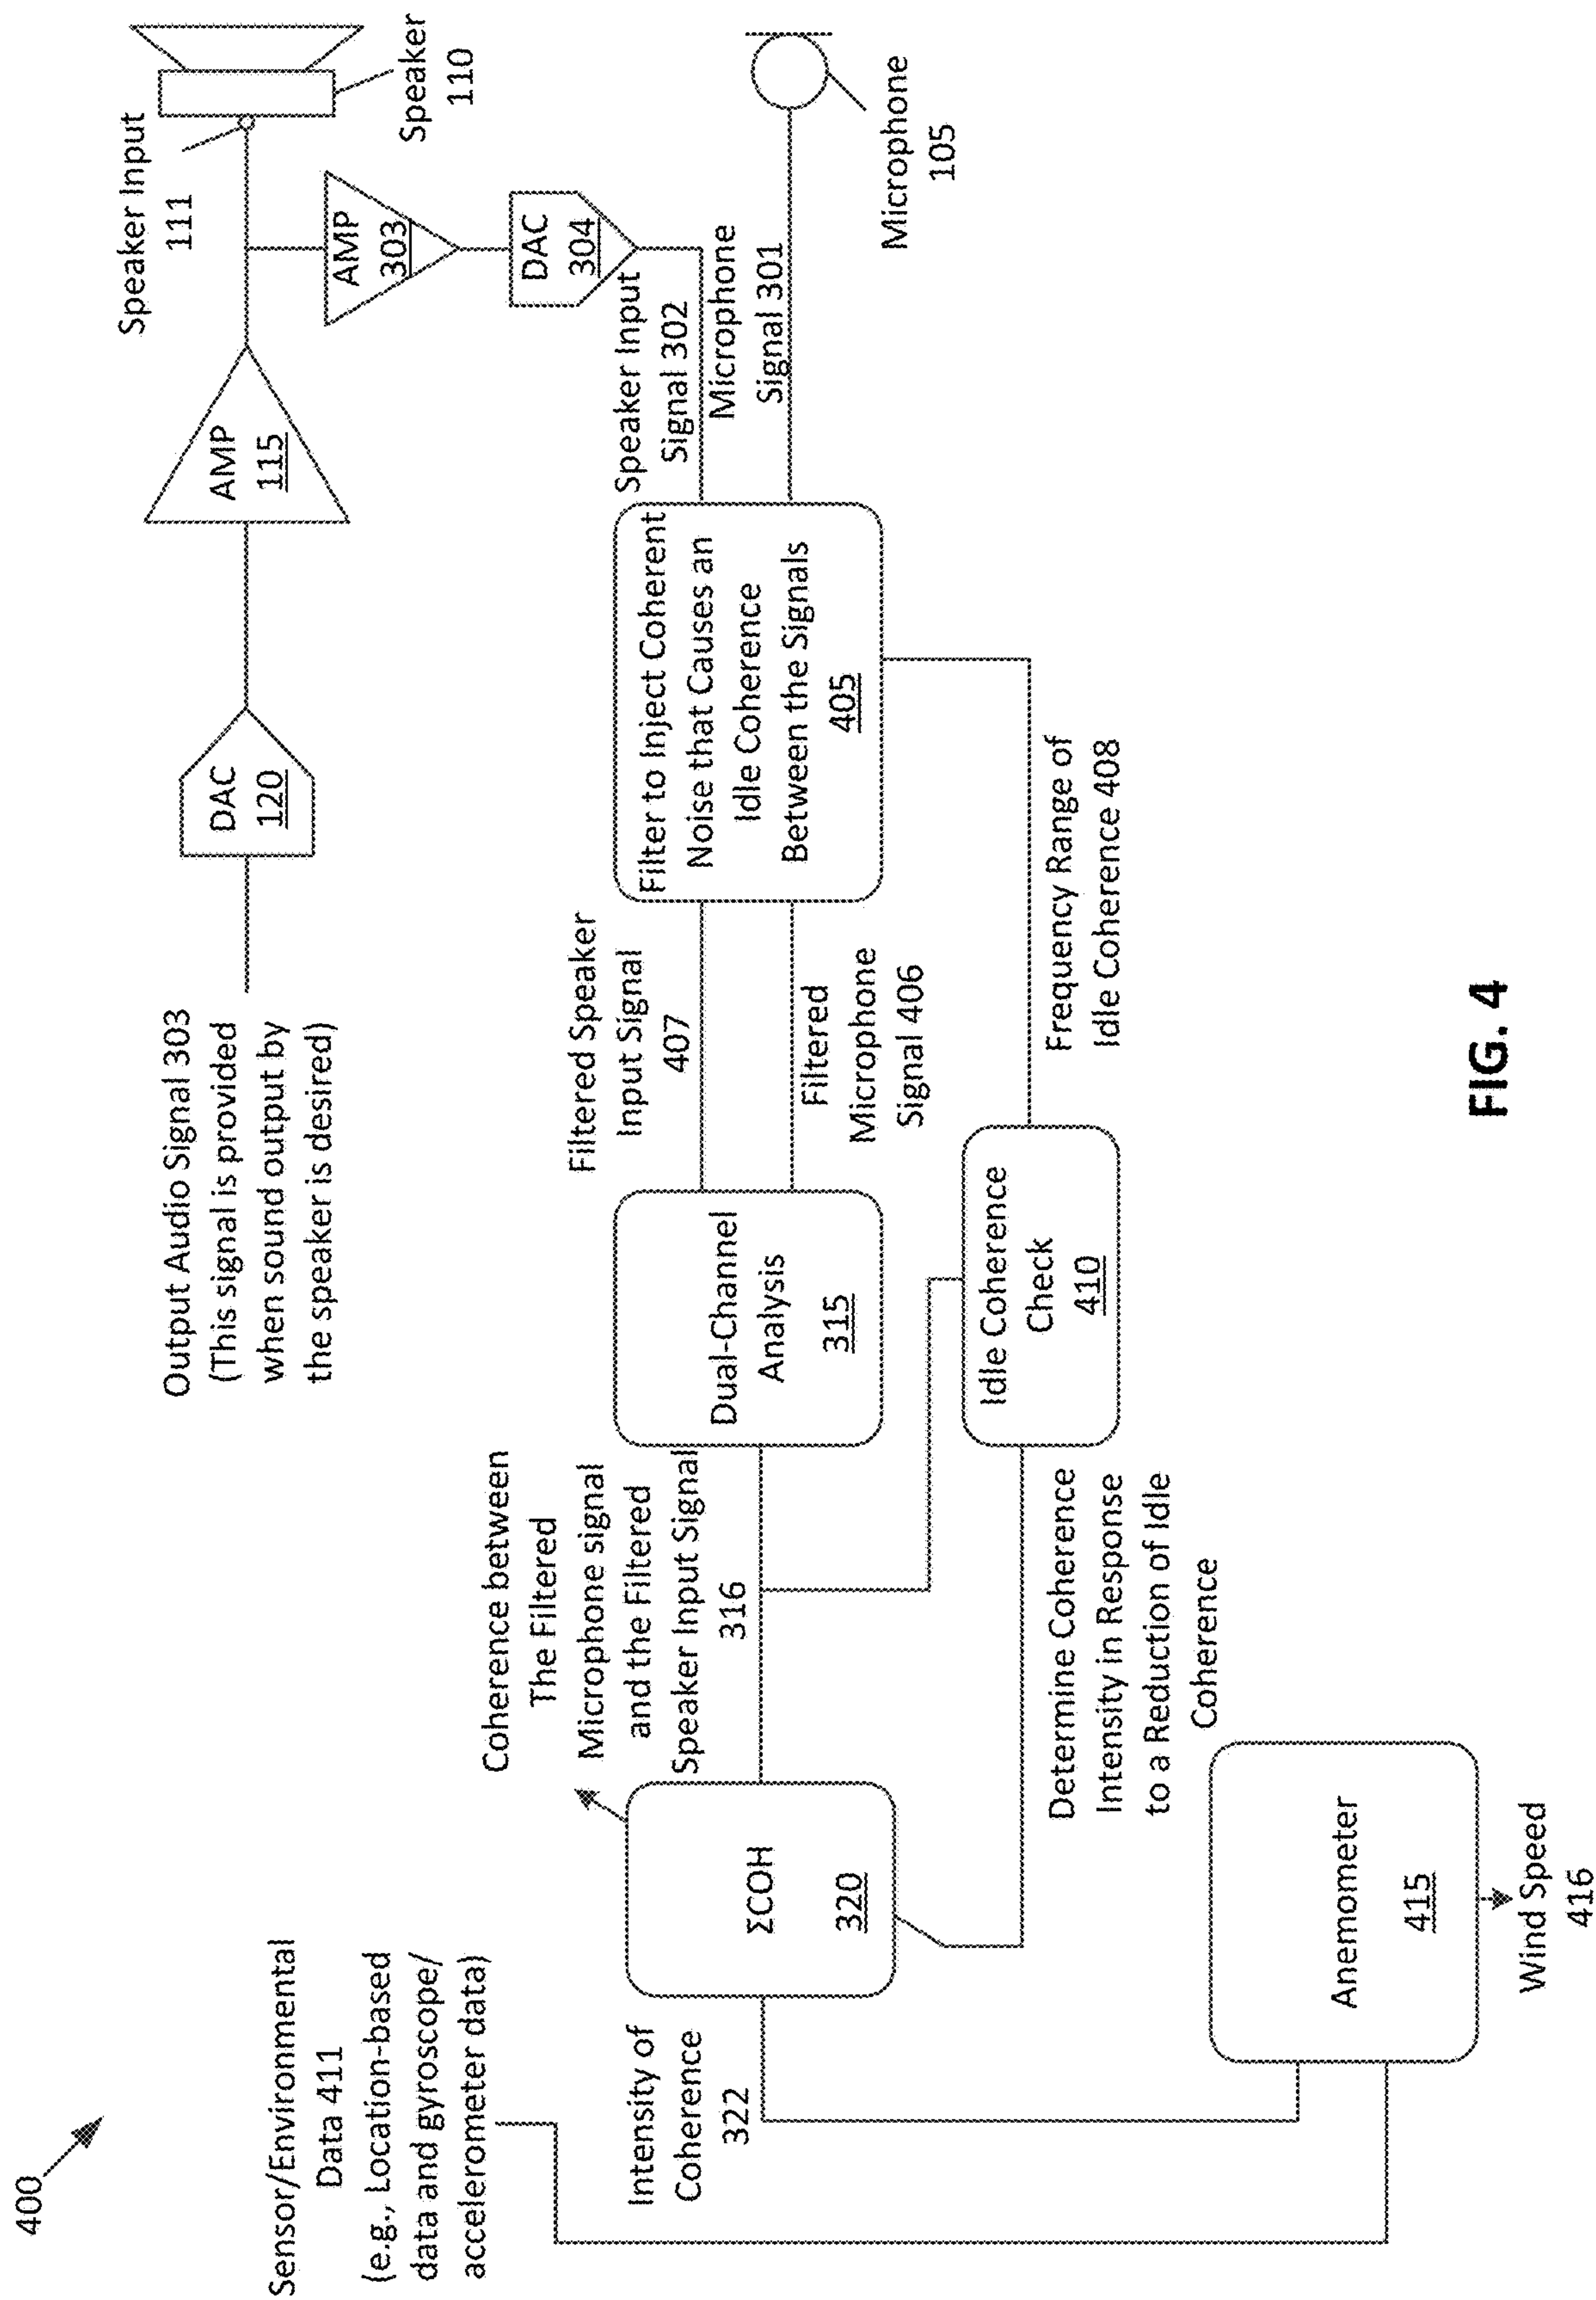 400
Sensor/Environmental
Data 411
(e.g., Location-based
data and gyroscope/
accelerometer data)
Output Audio Signal 303
(This signal is provided
when sound output by
the speaker is desired)
DAC
120
AMP
115
Speaker Input
111
Speaker
110
AMP
303
DAC
304
Speaker Input
Signal 302
Microphone
Signal 301
Microphone
105
Filter to Inject Coherent
Noise that Causes an
Idle Coherence
Between the Signals
405
Filtered Speaker
Input Signal
407
Filtered
Microphone
Signal 406
Frequency Range of
Idle Coherence 408
Dual-Channel
Analysis
315
Idle Coherence
Check
410
Coherence between
The Filtered
Microphone signal
and the Filtered
Speaker Input Signal
316
Determine Coherence
Intensity in Response
to a Reduction of Idle
Coherence
ΣCOH
320
Intensity of
Coherence
322
Anemometer
415
Wind Speed
416
FIG. 4